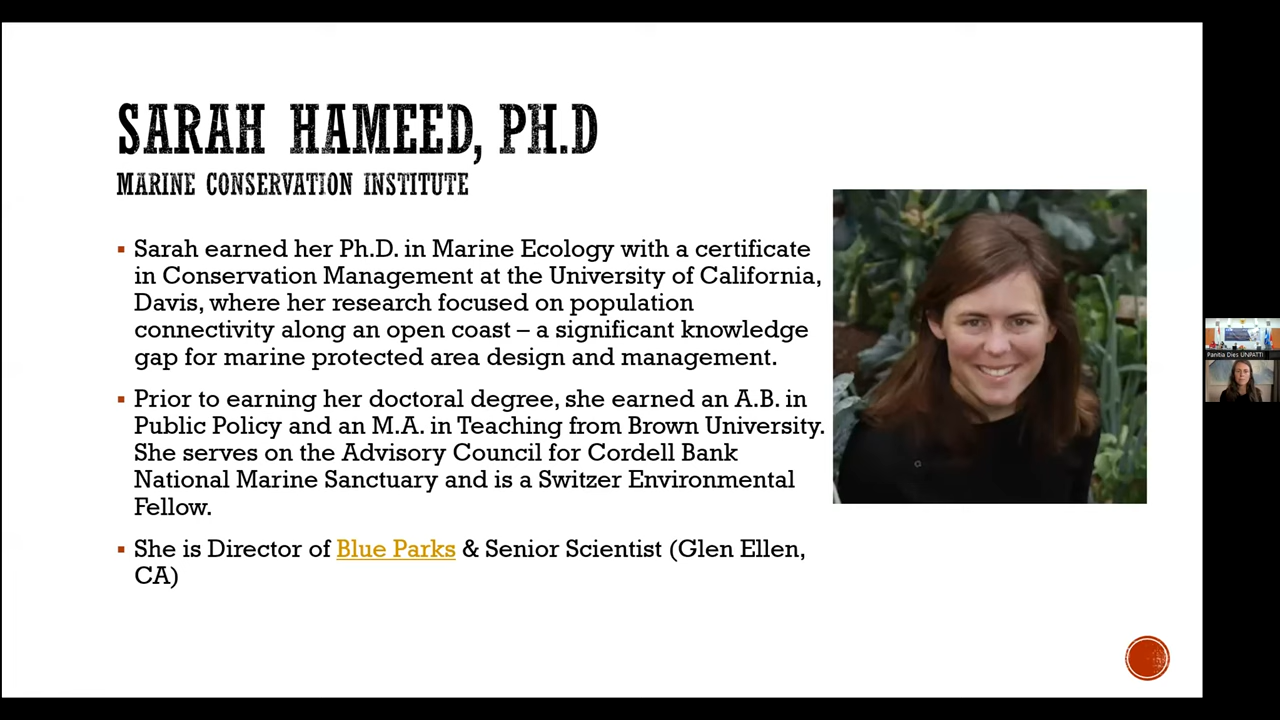 SARAH HAMEED, PH.D
MARINE CONSERVATION INSTITUTE
Sarah earned her Ph.D. in Marine Ecology with a certificate
in Conservation Management at the University of California,
Davis, where her research focused on population
connectivity along an open coast – a significant knowledge
gap for marine protected area design and management.
Prior to earning her doctoral degree, she earned an A.B. in
Public Policy and an M.A. in Teaching from Brown University.
She serves on the Advisory Council for Cordell Bank
National Marine Sanctuary and is a Switzer Environmental
Fellow.
She is Director of Blue Parks & Senior Scientist (Glen Ellen,
CA)
Panitia Dies UNPATTI